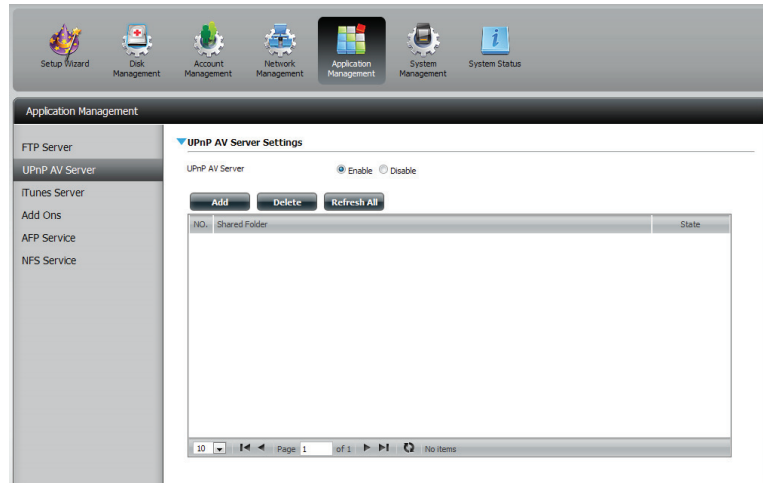 Setup Wizard
Disk Management
Account Management
Network Management
Application Management
System Management
System Status
Application Management
FTP Server
UPnP AV Server
iTunes Server
Add Ons
AFP Service
NFS Service
UPnP AV Server Settings
UPnP AV Server Enable Disable
Add Delete Refresh All
NO. Shared Folder State
10 Page 1 of 1 No items